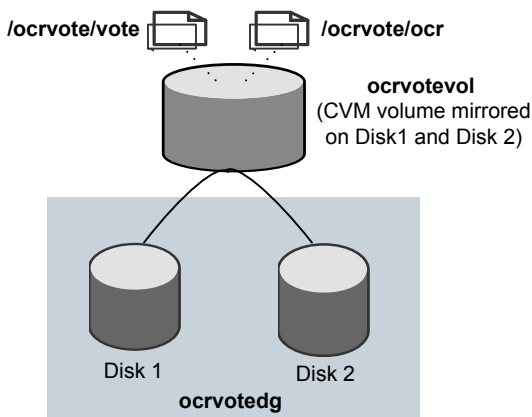 /ocrvote/vote
/ocrvote/ocr
ocrvotevol
(CVM volume mirrored
on Disk1 and Disk 2)
Disk 1
Disk 2
ocrvotedg